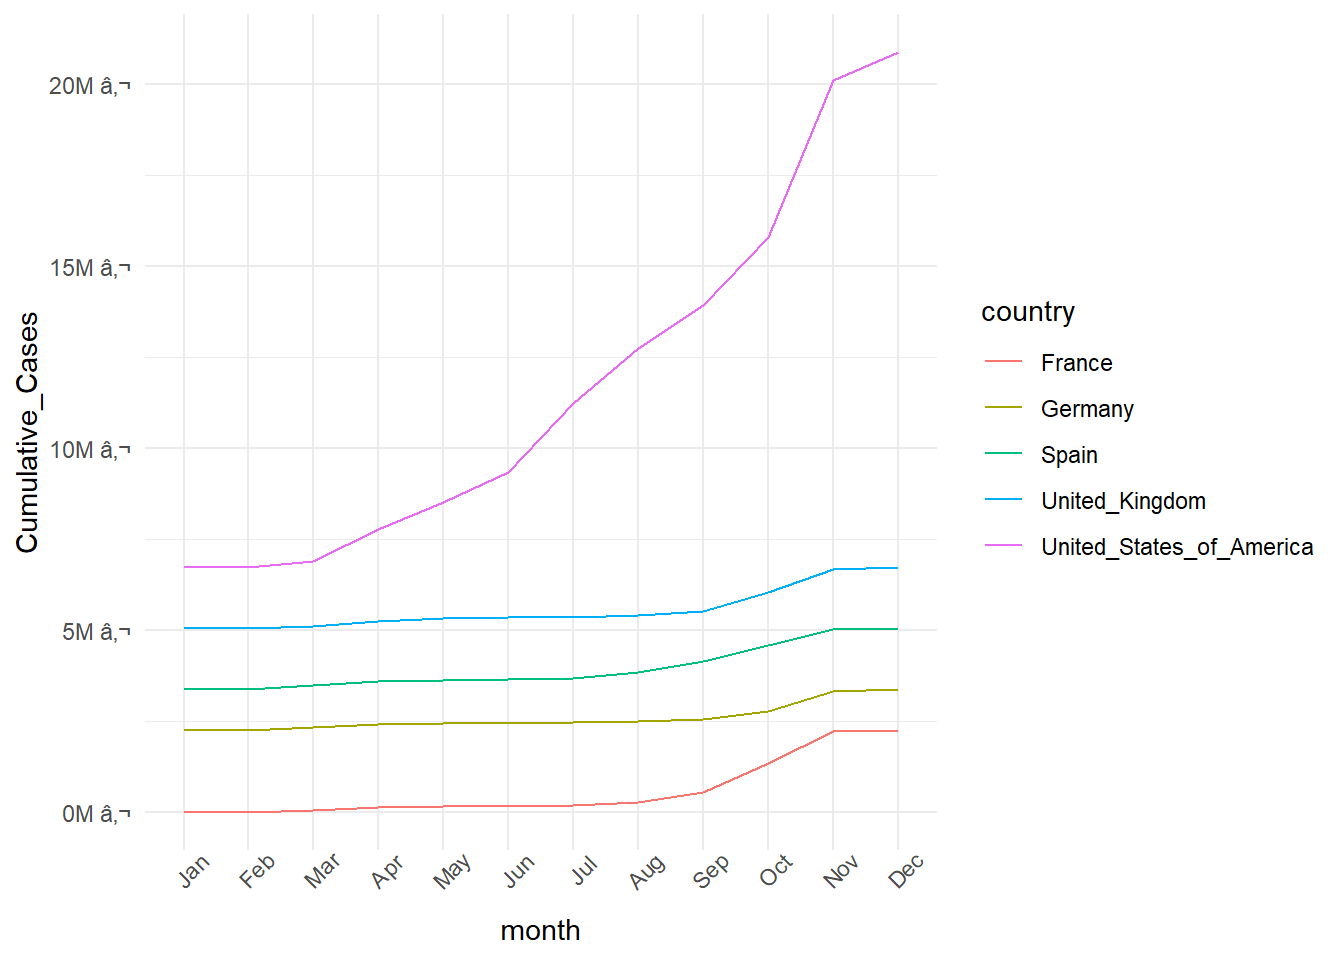 20M â‚¬
15M â‚¬
10M â‚¬
5M â‚¬
0M â‚¬
Cumulative_Cases
Jan
Feb
Mar
Apr
May
Jun
Jul
Aug
Sep
Oct
Nov
Dec
month
country
France
Germany
Spain
United_Kingdom
United_States_of_America